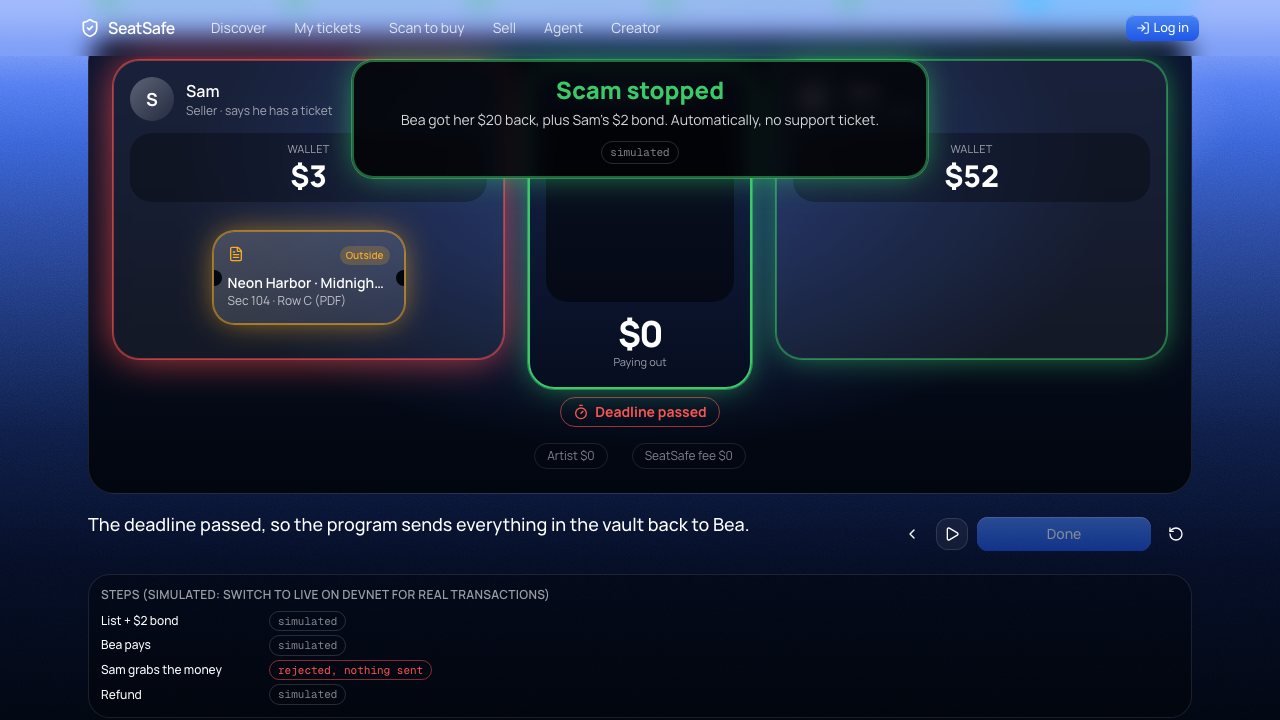 SeatSafe
Discover
My tickets
Scan to buy
Sell
Agent
Creator
Log in
S
Sam
Seller · says he has a ticket
WALLET
$3
Outside
Neon Harbor · Midnigh...
Sec 104 · Row C (PDF)
Scam stopped
Bea got her $20 back, plus Sam's $2 bond. Automatically, no support ticket.
simulated
$0
Paying out
WALLET
$52
Deadline passed
Artist $0
SeatSafe fee $0
The deadline passed, so the program sends everything in the vault back to Bea.
Done
STEPS (SIMULATED: SWITCH TO LIVE ON DEVNET FOR REAL TRANSACTIONS)
List + $2 bond
simulated
Bea pays
simulated
Sam grabs the money
rejected, nothing sent
Refund
simulated